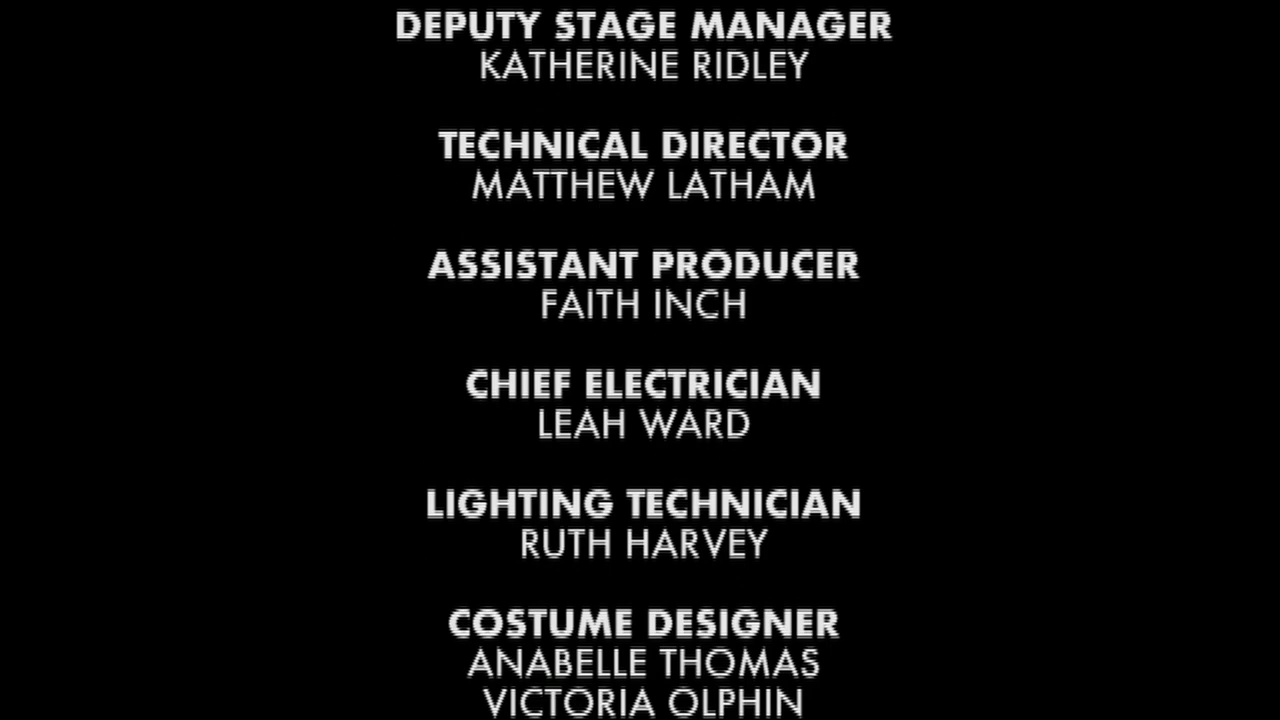 DEPUTY STAGE MANAGER
KATHERINE RIDLEY
TECHNICAL DIRECTOR
MATTHEW LATHAM
ASSISTANT PRODUCER
FAITH INCH
CHIEF ELECTRICIAN
LEAH WARD
LIGHTING TECHNICIAN
RUTH HARVEY
COSTUME DESIGNER
ANABELLE THOMAS
VICTORIA OLPHIN